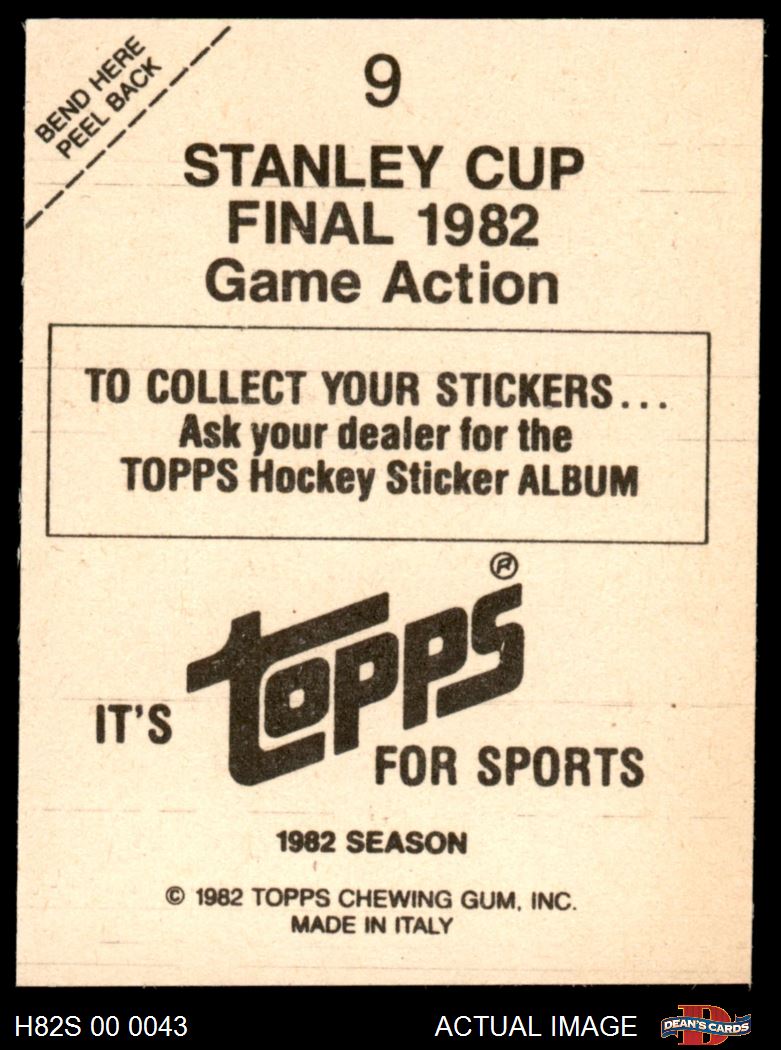 BEND HERE
PEEL BACK
9
STANLEY CUP
FINAL 1982
Game Action
TO COLLECT YOUR STICKERS...
Ask your dealer for the
TOPPS Hockey Sticker ALBUM
topps®
IT'S
FOR SPORTS
1982 SEASON
© 1982 TOPPS CHEWING GUM, INC.
MADE IN ITALY
H82S 00 0043
ACTUAL IMAGE
D
DEAN'S CARDS